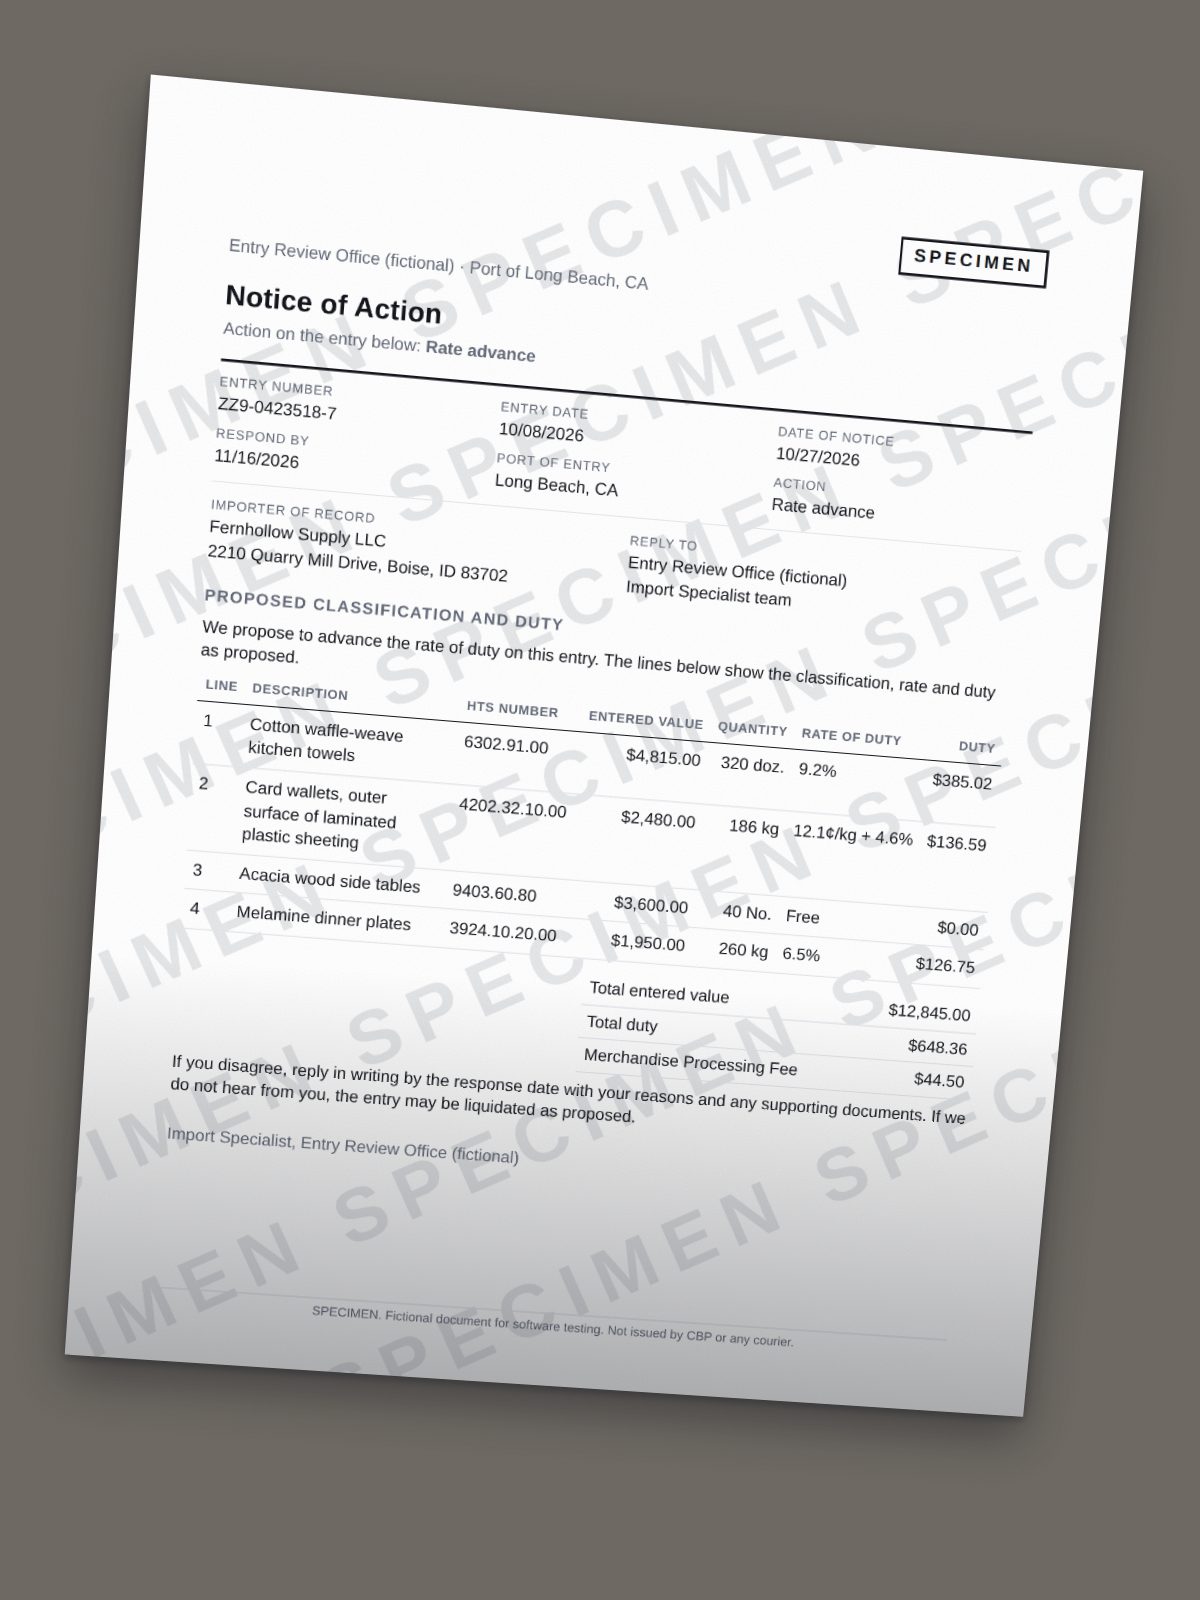 Entry Review Office (fictional) · Port of Long Beach, CA
SPECIMEN
Notice of Action
Action on the entry below: Rate advance
ENTRY NUMBER ENTRY DATE DATE OF NOTICE
ZZ9-0423518-7 10/08/2026 10/27/2026
RESPOND BY PORT OF ENTRY ACTION
11/16/2026 Long Beach, CA Rate advance
IMPORTER OF RECORD REPLY TO
Fernhollow Supply LLC Entry Review Office (fictional)
2210 Quarry Mill Drive, Boise, ID 83702 Import Specialist team
PROPOSED CLASSIFICATION AND DUTY
We propose to advance the rate of duty on this entry. The lines below show the classification, rate and duty
as proposed.
LINE DESCRIPTION HTS NUMBER ENTERED VALUE QUANTITY RATE OF DUTY DUTY
1 Cotton waffle-weave 6302.91.00 $4,815.00 320 doz. 9.2% $385.02
kitchen towels
2 Card wallets, outer 4202.32.10.00 $2,480.00 186 kg 12.1¢/kg + 4.6% $136.59
surface of laminated
plastic sheeting
3 Acacia wood side tables 9403.60.80 $3,600.00 40 No. Free $0.00
4 Melamine dinner plates 3924.10.20.00 $1,950.00 260 kg 6.5% $126.75
Total entered value $12,845.00
Total duty $648.36
Merchandise Processing Fee $44.50
If you disagree, reply in writing by the response date with your reasons and any supporting documents. If we
do not hear from you, the entry may be liquidated as proposed.
Import Specialist, Entry Review Office (fictional)
SPECIMEN. Fictional document for software testing. Not issued by CBP or any courier.
SPECIMEN